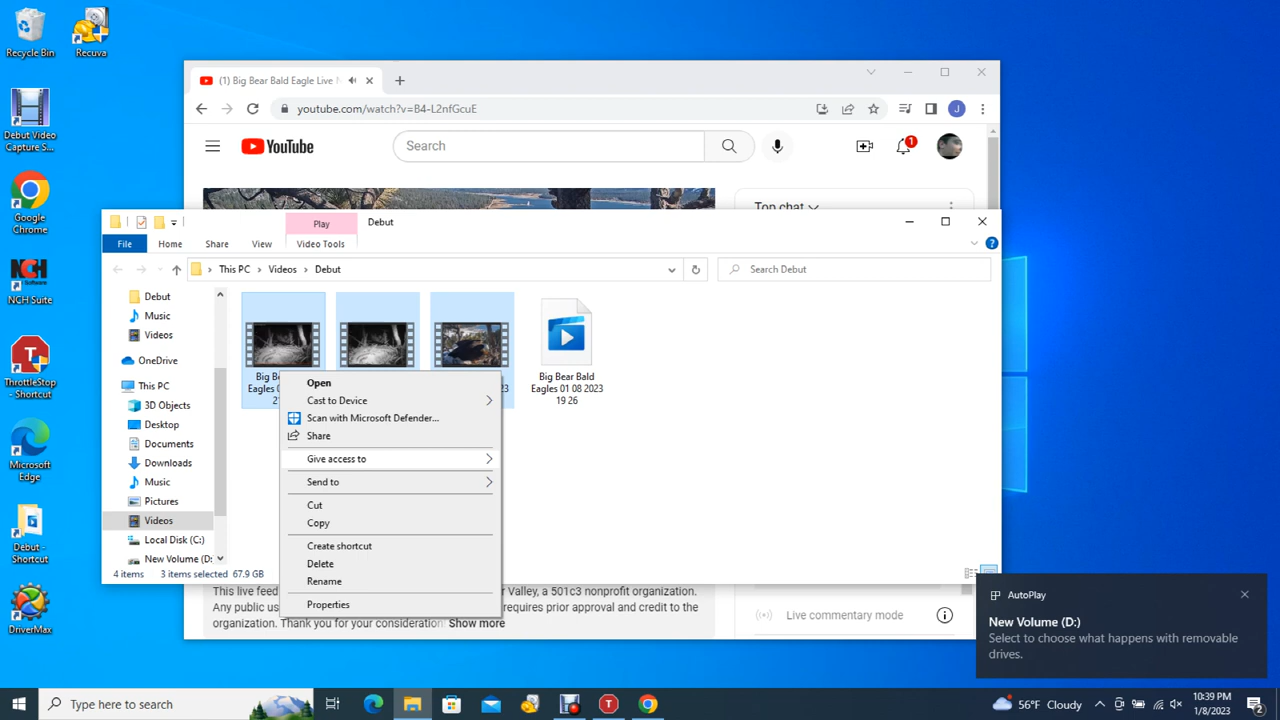 Recycle Bin
Recuva
Debut Video
Capture S...
Google
Chrome
NCH
Software
NCH Suite
ThrottleStop
- Shortcut
Microsoft
Edge
Debut -
Shortcut
DriverMax
(1) Big Bear Bald Eagle Live N
youtube.com/watch?v=B4-L2nfGcuE
J
YouTube
Search
1
Top chat
Play
Debut
File
Home
Share
View
Video Tools
This PC
Videos
Debut
Search Debut
Debut
Music
Videos
OneDrive
This PC
3D Objects
Desktop
Documents
Downloads
Music
Pictures
Videos
Local Disk (C:)
New Volume (D:
Big Bear Bald
Eagles 01 08 2023
19 26
Open
Cast to Device
Scan with Microsoft Defender...
Share
Give access to
Send to
Cut
Copy
Create shortcut
Delete
Rename
Properties
4 items
3 items selected
67.9 GB
This live feed
Valley, a 501c3 nonprofit organization.
Any public us
requires prior approval and credit to the
organization. Thank you for your consideration
Show more
Live commentary mode
AutoPlay
New Volume (D:)
Select to choose what happens with removable
drives.
Type here to search
T
56°F Cloudy
10:39 PM
1/8/2023
2